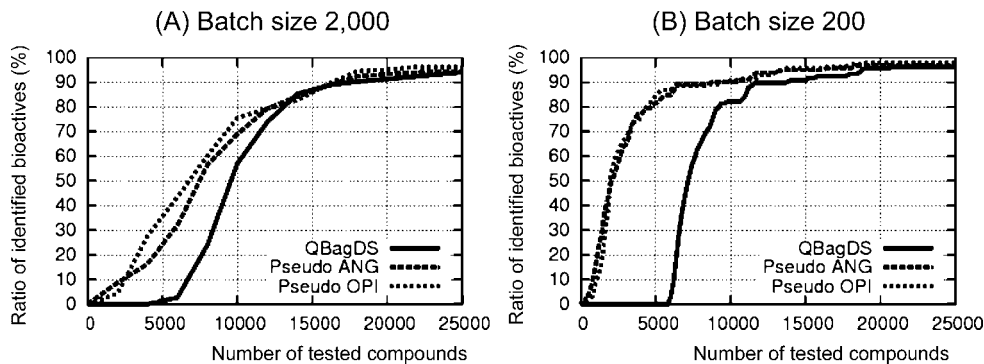 (A) Batch size 2,000
Ratio of identified bioactives (%)
100
90
80
70
60
50
40
30
20
10
0
QBagDS
Pseudo ANG
Pseudo OPI
0 5000 10000 15000 20000 25000
Number of tested compounds
(B) Batch size 200
Ratio of identified bioactives (%)
100
90
80
70
60
50
40
30
20
10
0
QBagDS
Pseudo ANG
Pseudo OPI
0 5000 10000 15000 20000 25000
Number of tested compounds